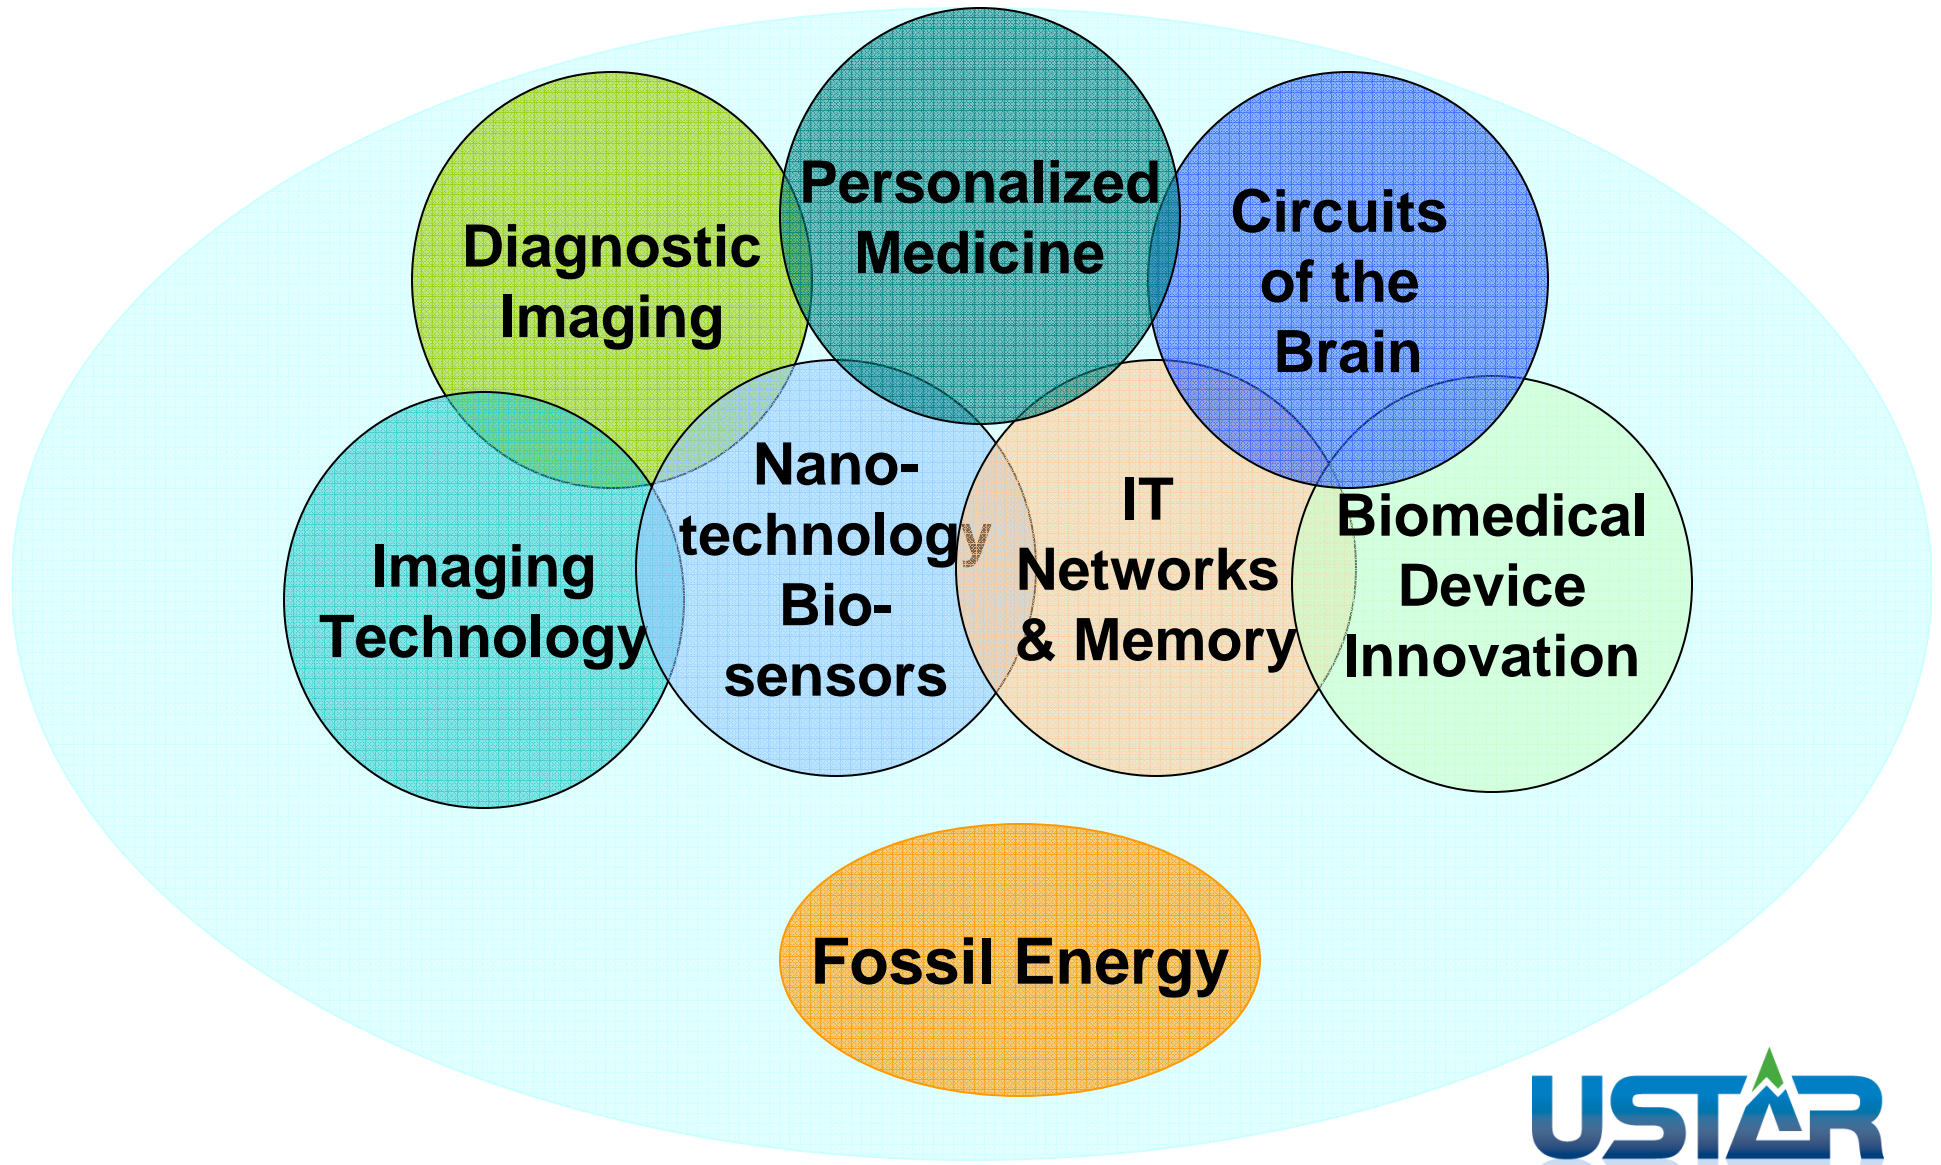 Personalized
Medicine
Diagnostic
Imaging
Circuits
of the
Brain
Imaging
Technology
Nano-
technology
Bio-
sensors
IT
Networks
& Memory
Biomedical
Device
Innovation
Fossil Energy
USTAR